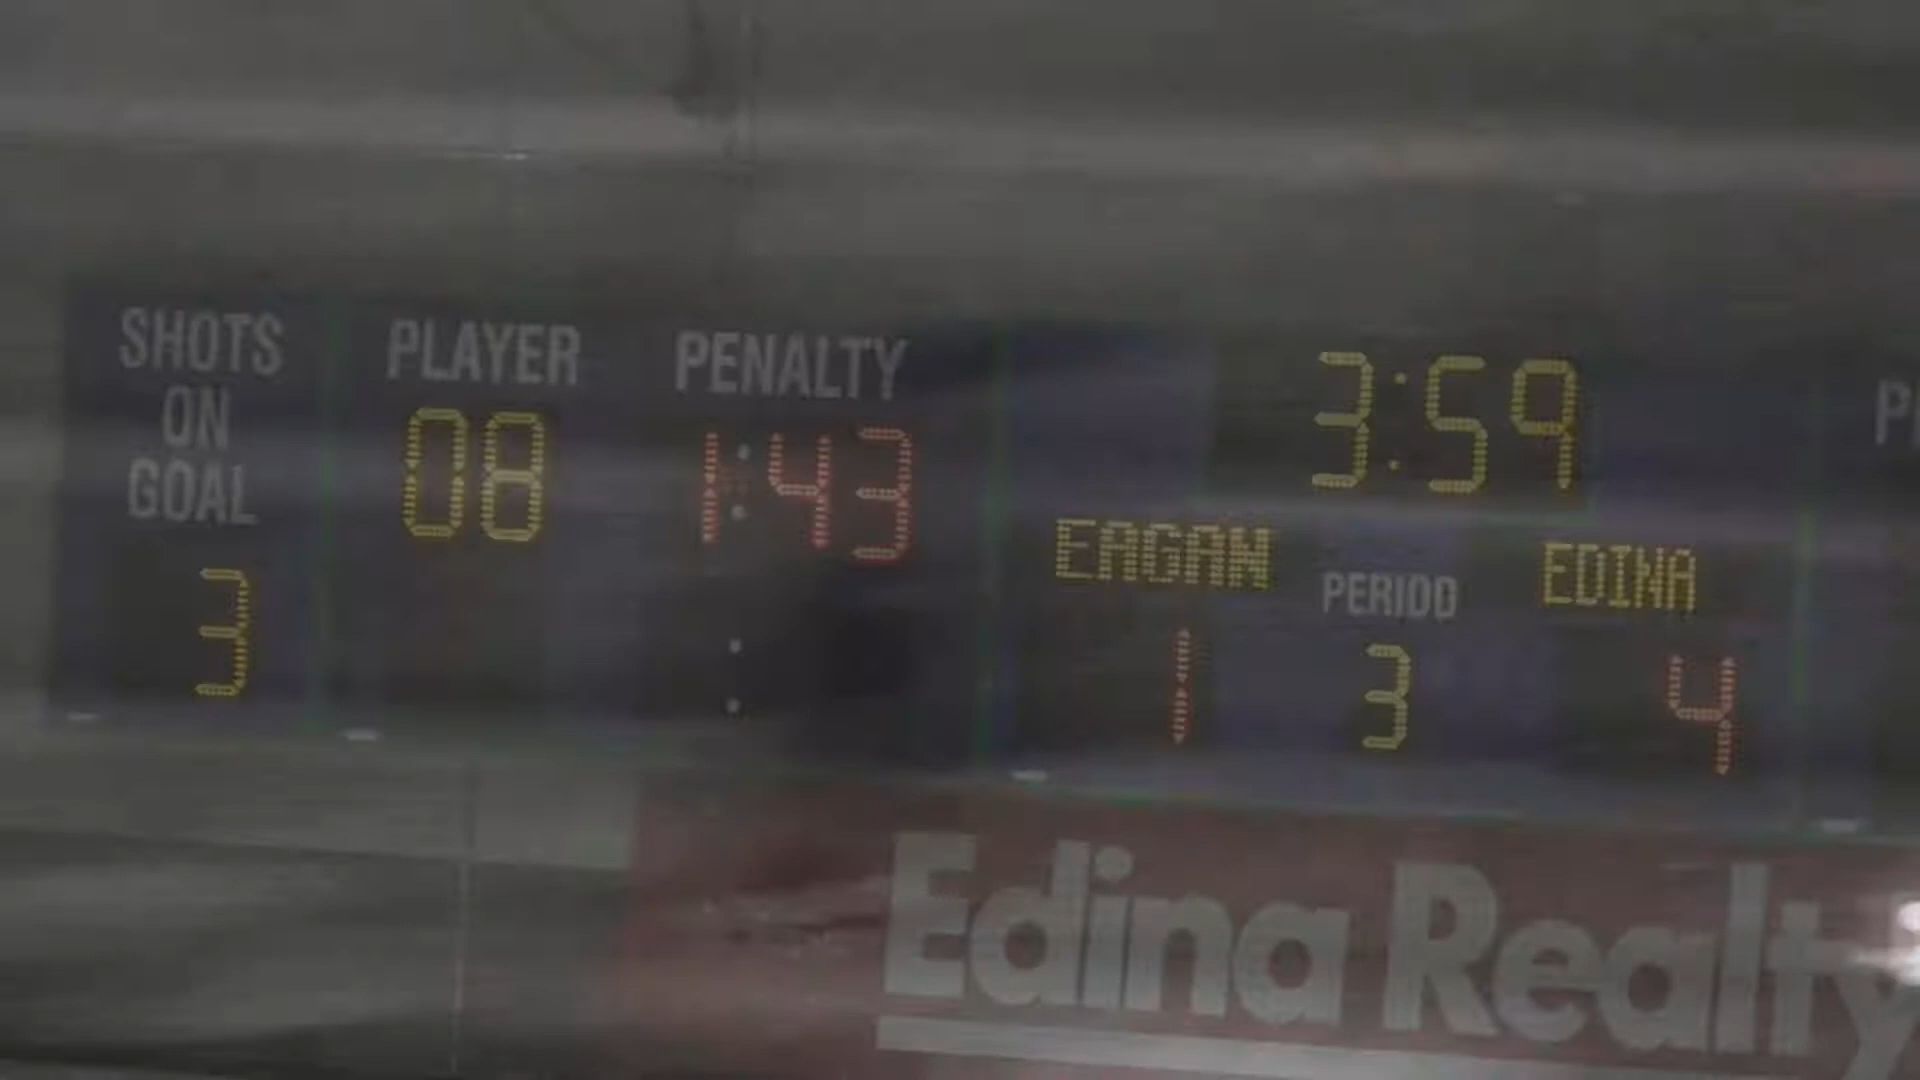 SHOTS
ON
GOAL
3
PLAYER
08
PENALTY
1:43
:
3:59
EAGAN
1
PERIOD
3
EDINA
4
Edina Realty